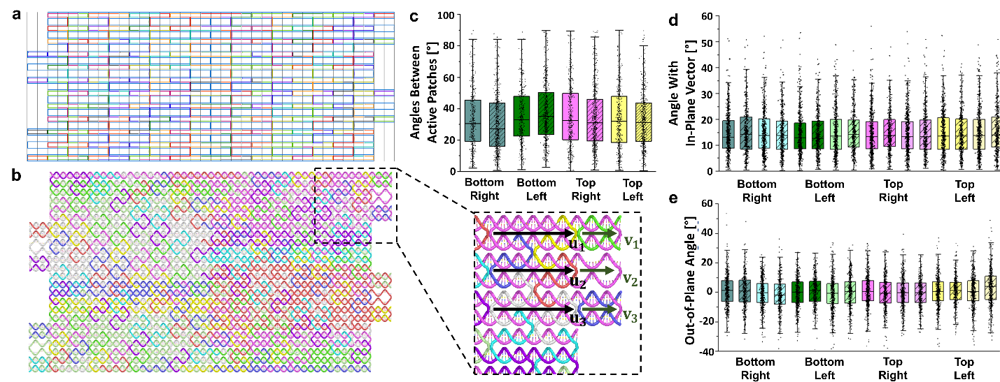 a
b
c
Angles Between
Active Patches [°]
100
80
60
40
20
0
Bottom
Right
Bottom
Left
Top
Right
Top
Left
u1
v1
u2
v2
u3
v3
d
Angle With
In-Plane Vector [°]
60
50
40
30
20
10
0
Bottom
Right
Bottom
Left
Top
Right
Top
Left
e
Out-of-Plane Angle [°]
60
40
20
0
-20
-40
Bottom
Right
Bottom
Left
Top
Right
Top
Left